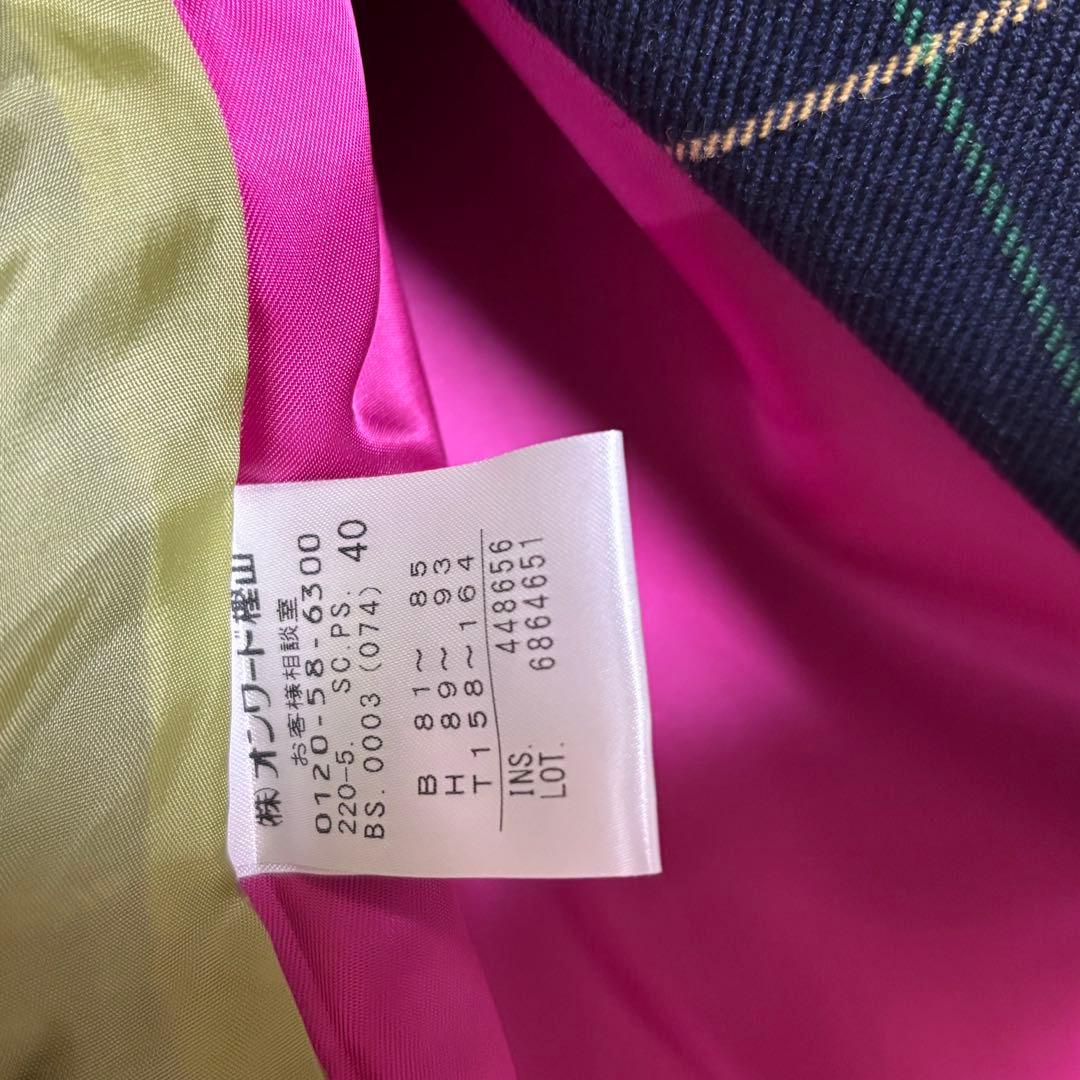 (株)オンワード樫山
お客様相談室
0120-58-6300
220-5. SC.PS.
BS.0003(074) 40
B 81～ 85
H 89～ 93
T158～164
INS. 448656
LOT. 6864651